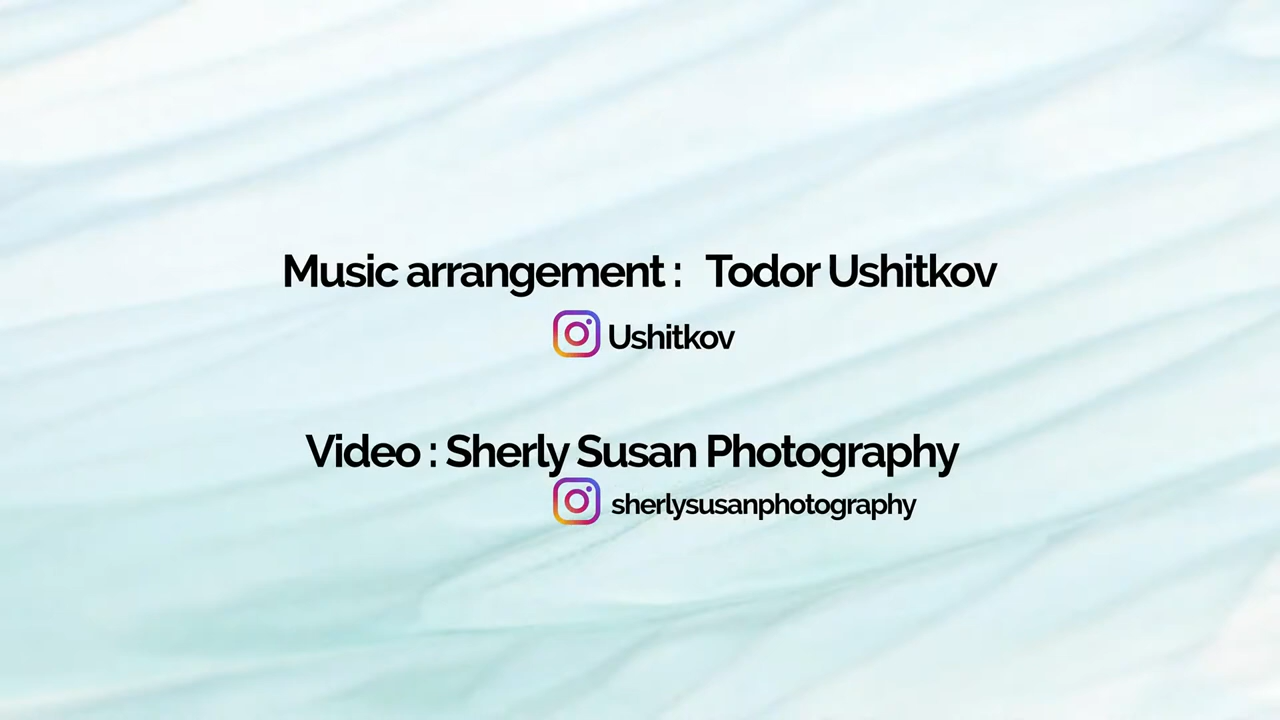 Music arrangement : Todor Ushitkov
Ushitkov
Video : Sherly Susan Photography
sherlysusanphotography